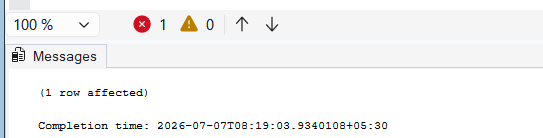 100 % 1 0
Messages
(1 row affected)
Completion time: 2026-07-07T08:19:03.9340108+05:30